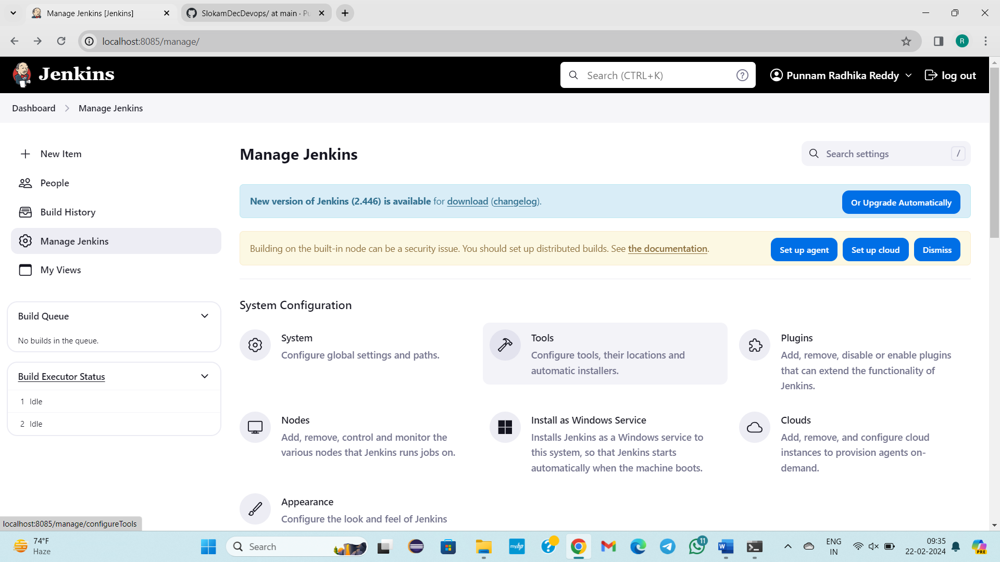 Manage Jenkins [Jenkins]
SlokamDecDevops/ at main · Pu
localhost:8085/manage/
R
Jenkins
Search (CTRL+K)
?
Punnam Radhika Reddy
log out
Dashboard
Manage Jenkins
New Item
People
Build History
Manage Jenkins
My Views
Build Queue
No builds in the queue.
Build Executor Status
1 Idle
2 Idle
Manage Jenkins
Search settings
/
New version of Jenkins (2.446) is available for download (changelog).
Or Upgrade Automatically
Building on the built-in node can be a security issue. You should set up distributed builds. See the documentation.
Set up agent
Set up cloud
Dismiss
System Configuration
System
Configure global settings and paths.
Tools
Configure tools, their locations and
automatic installers.
Plugins
Add, remove, disable or enable plugins
that can extend the functionality of
Jenkins.
Nodes
Add, remove, control and monitor the
various nodes that Jenkins runs jobs on.
Install as Windows Service
Installs Jenkins as a Windows service to
this system, so that Jenkins starts
automatically when the machine boots.
Clouds
Add, remove, and configure cloud
instances to provision agents on-
demand.
Appearance
Configure the look and feel of Jenkins
localhost:8085/manage/configureTools
74°F
Haze
Search
myhp
?
11
W
ENG
IN
09:35
22-02-2024
PRE